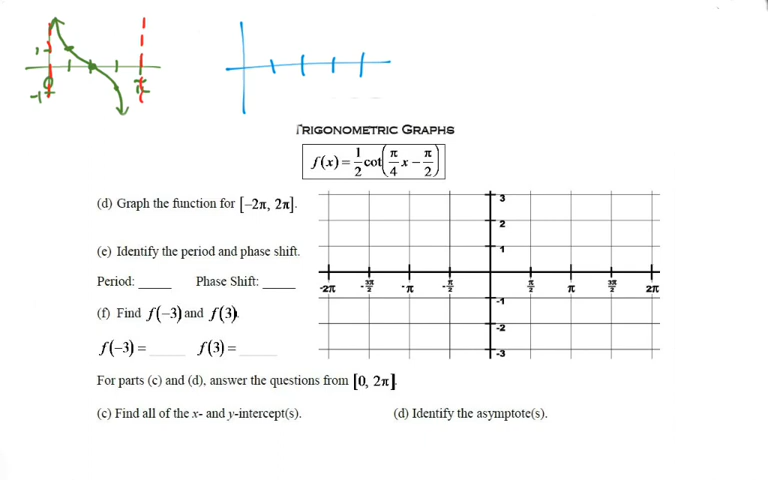 1
-1
0
π
TRIGONOMETRIC GRAPHS
f(x) = 1/2 cot(π/4 x − π/2)
(d) Graph the function for [−2π, 2π].
(e) Identify the period and phase shift.
Period: _____ Phase Shift: _____
(f) Find f(−3) and f(3).
f(−3) = _____ f(3) = _____
3
2
1
-2π -3π/2 -π -π/2 π/2 π 3π/2 2π
-1
-2
-3
For parts (c) and (d), answer the questions from [0, 2π].
(c) Find all of the x- and y-intercept(s). (d) Identify the asymptote(s).